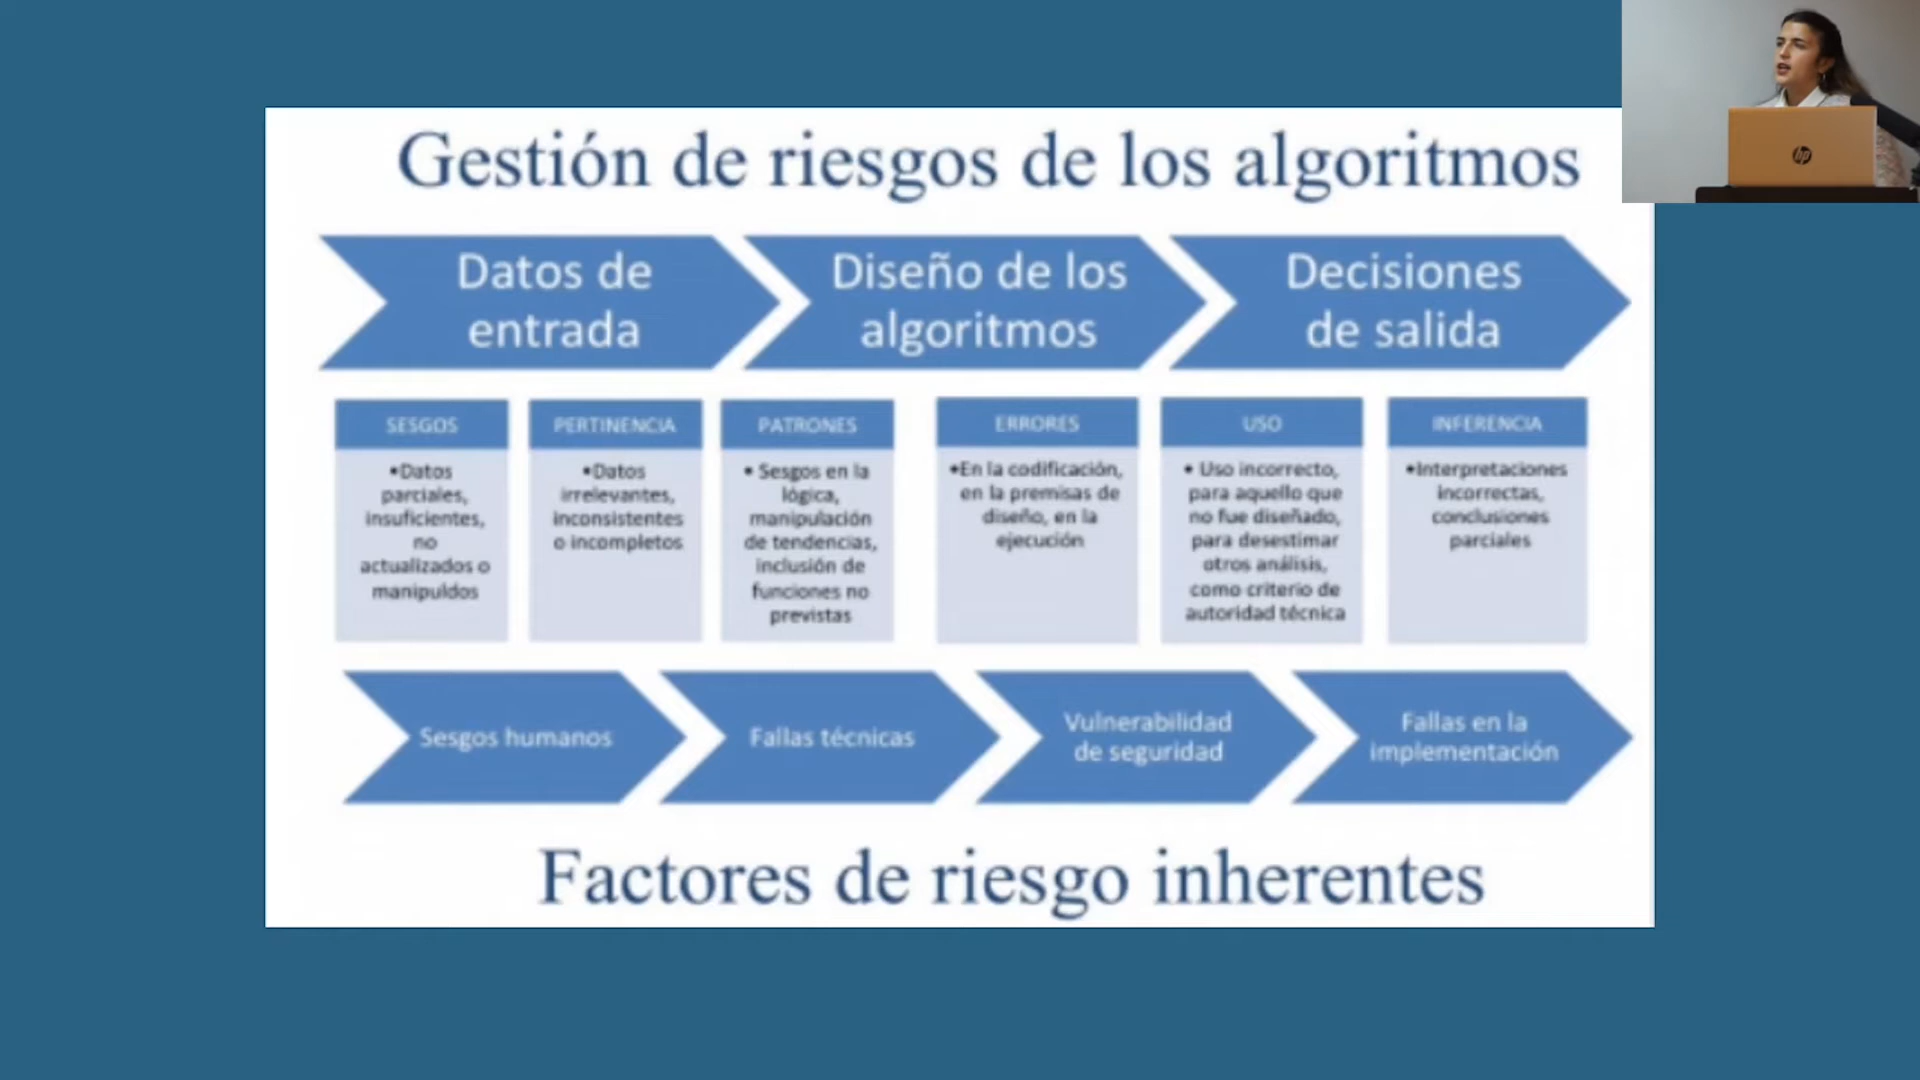 Gestión de riesgos de los algoritmos
Datos de
entrada
Diseño de los
algoritmos
Decisiones
de salida
SESGOS
•Datos
parciales,
insuficientes,
no
actualizados o
manipuldos
PERTINENCIA
•Datos
irrelevantes,
inconsistentes
o incompletos
PATRONES
• Sesgos en la
lógica,
manipulación
de tendencias,
inclusión de
funciones no
previstas
ERRORES
•En la codificación,
en la premisas de
diseño, en la
ejecución
USO
• Uso incorrecto,
para aquello que
no fue diseñado,
para desestimar
otros análisis,
como criterio de
autoridad técnica
INFERENCIA
•Interpretaciones
incorrectas,
conclusiones
parciales
Sesgos humanos
Fallas técnicas
Vulnerabilidad
de seguridad
Fallas en la
implementación
Factores de riesgo inherentes
hp